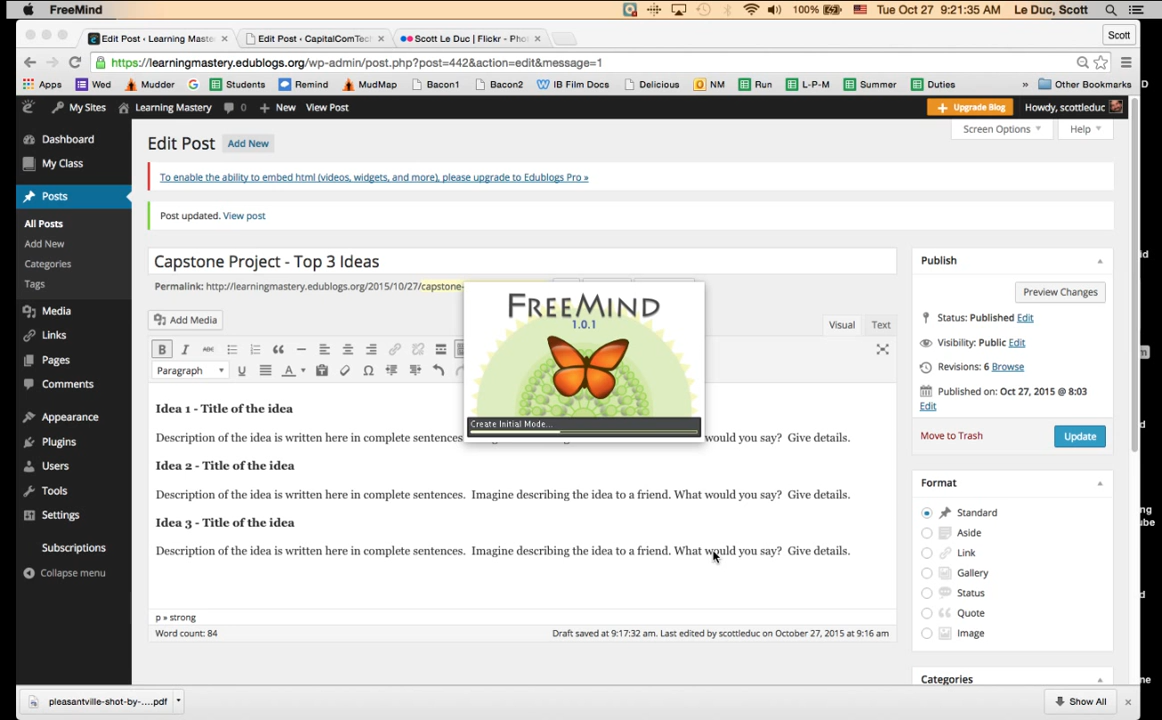 FreeMind
100%
Tue Oct 27 9:21:35 AM
Le Duc, Scott
Edit Post ‹ Learning Maste
Edit Post ‹ CapitalComTech
Scott Le Duc | Flickr - Pho
Scott
https://learningmastery.edublogs.org/wp-admin/post.php?post=442&action=edit&message=1
Apps
Wed
Mudder
Students
Remind
MudMap
Bacon1
Bacon2
IB Film Docs
Delicious
NM
Run
L-P-M
Summer
Duties
»
Other Bookmarks
My Sites
Learning Mastery
0
New
View Post
Upgrade Blog
Howdy, scottleduc
Dashboard
My Class
Posts
All Posts
Add New
Categories
Tags
Media
Links
Pages
Comments
Appearance
Plugins
Users
Tools
Settings
Subscriptions
Collapse menu
Edit Post
Add New
Screen Options
Help
To enable the ability to embed html (videos, widgets, and more), please upgrade to Edublogs Pro »
Post updated. View post
Capstone Project - Top 3 Ideas
Permalink: http://learningmastery.edublogs.org/2015/10/27/capstone-
Add Media
Visual
Text
Paragraph
FREEMIND
1.0.1
Create Initial Mode...
Idea 1 - Title of the idea
Description of the idea is written here in complete sentences. would you say? Give details.
Idea 2 - Title of the idea
Description of the idea is written here in complete sentences. Imagine describing the idea to a friend. What would you say? Give details.
Idea 3 - Title of the idea
Description of the idea is written here in complete sentences. Imagine describing the idea to a friend. What would you say? Give details.
p » strong
Word count: 84
Draft saved at 9:17:32 am. Last edited by scottleduc on October 27, 2015 at 9:16 am
Publish
Preview Changes
Status: Published Edit
Visibility: Public Edit
Revisions: 6 Browse
Published on: Oct 27, 2015 @ 8:03
Edit
Move to Trash
Update
Format
Standard
Aside
Link
Gallery
Status
Quote
Image
Categories
pleasantville-shot-by-....pdf
Show All